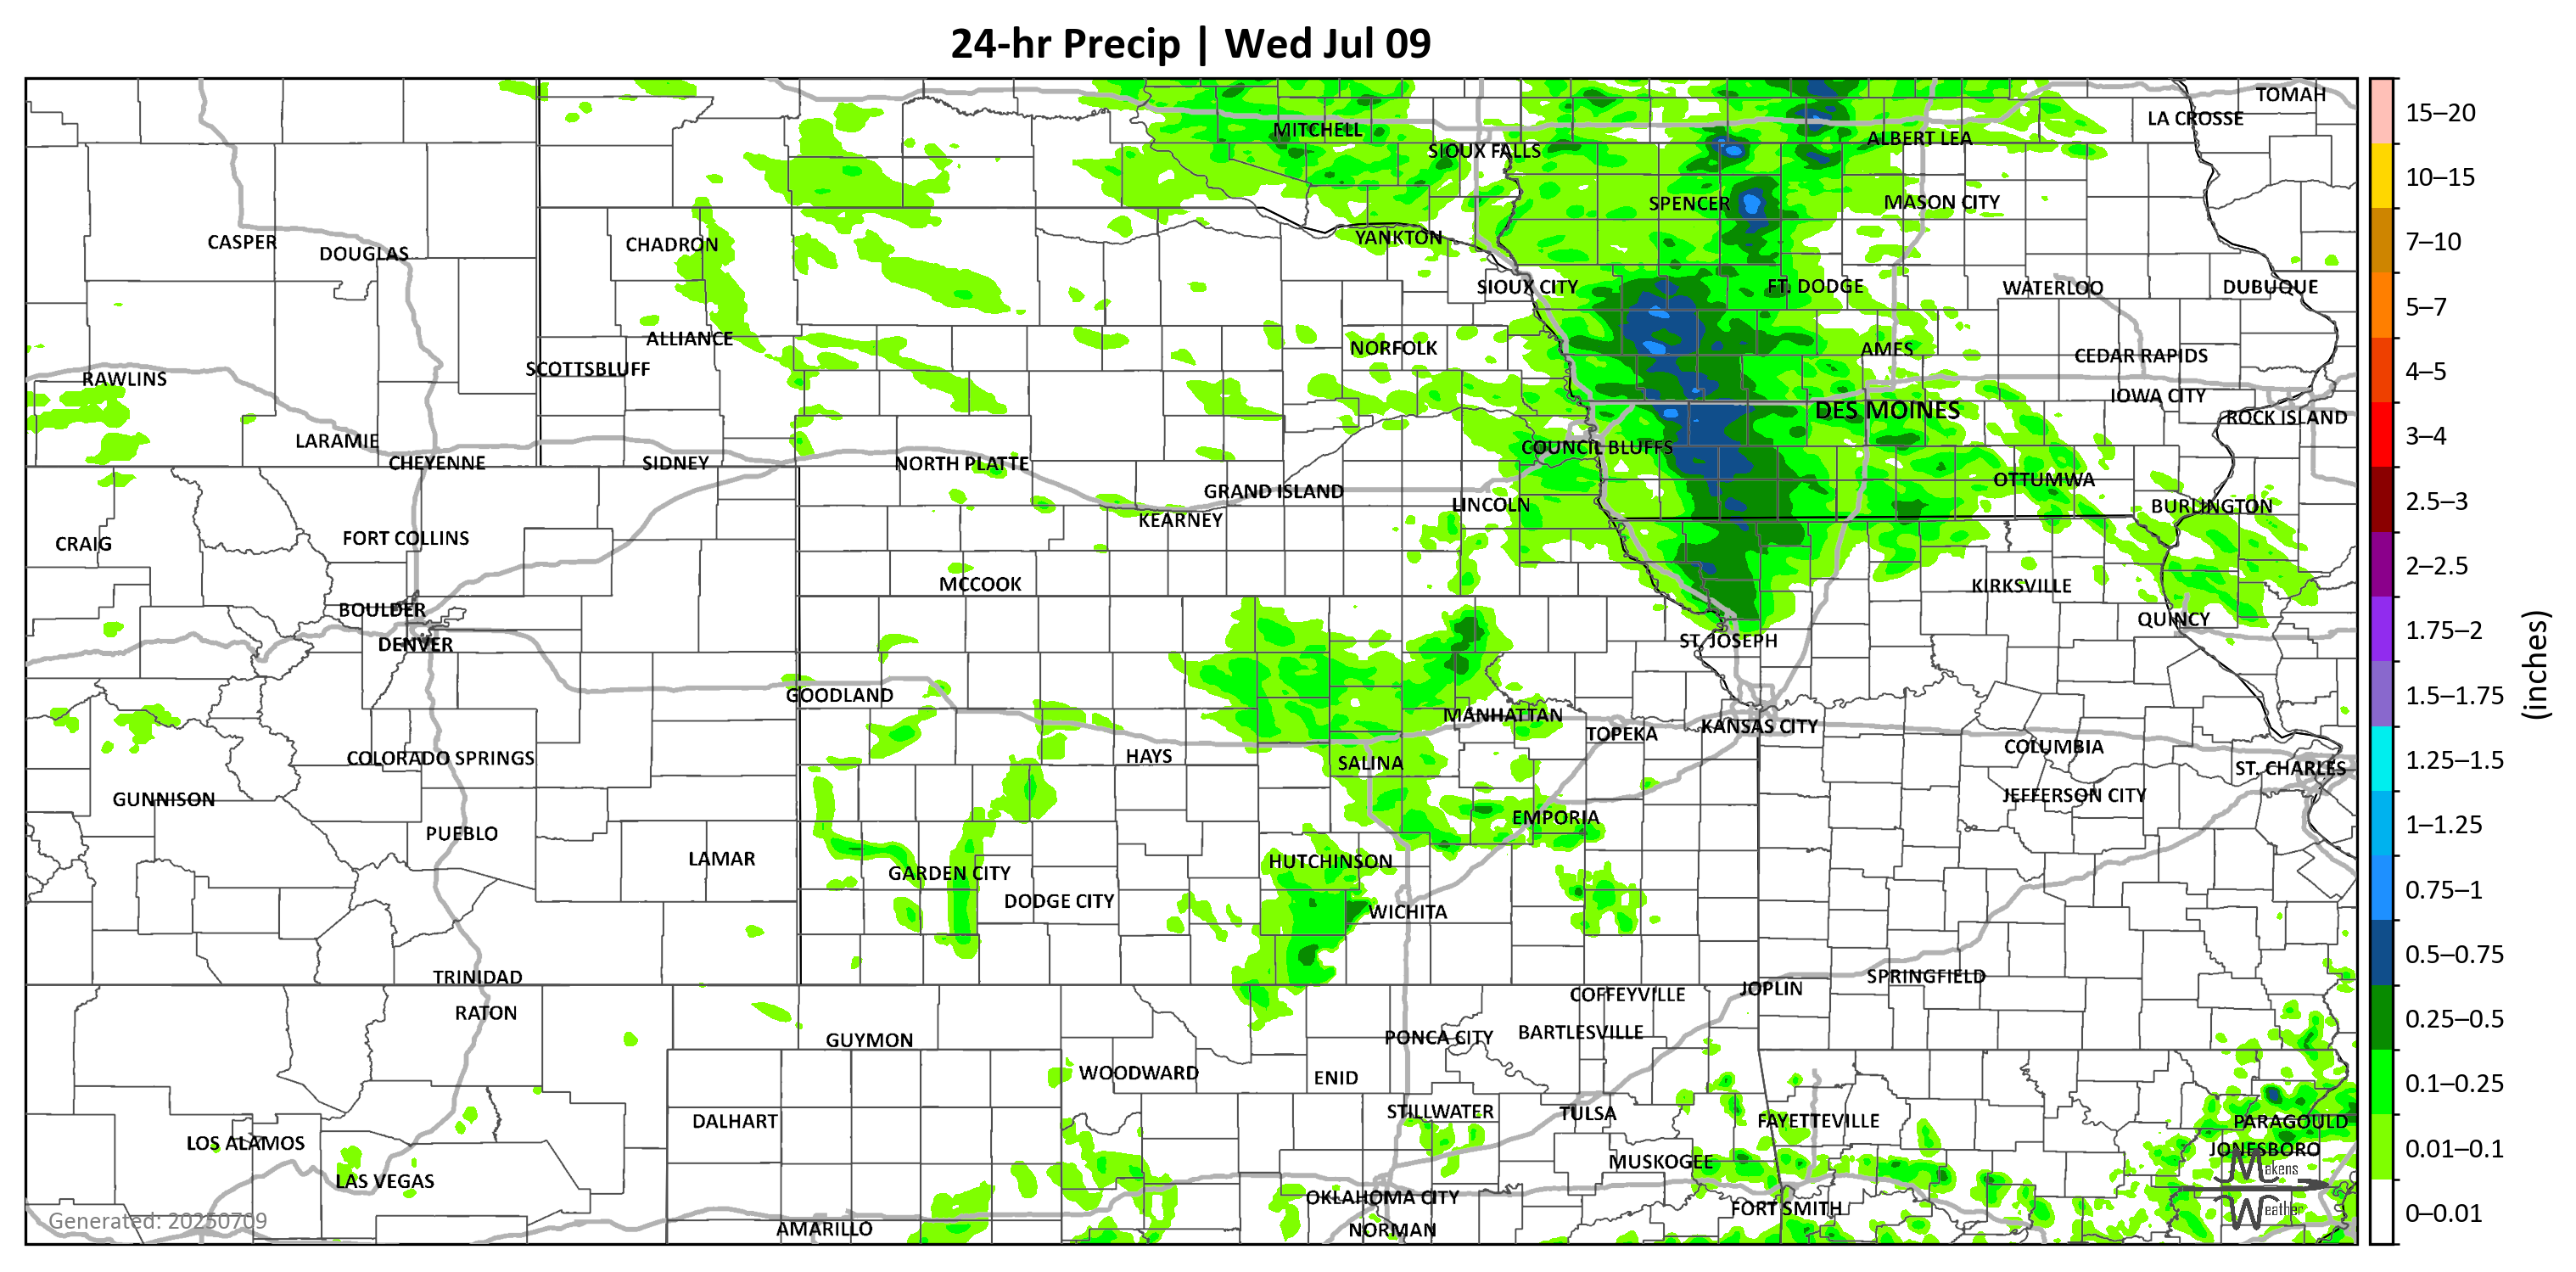 24-hr Precip | Wed Jul 09
TOMAH
LA CROSSE
MITCHELL
ALBERT LEA
SIOUX FALLS
SPENCER
MASON CITY
YANKTON
CASPER
CHADRON
DOUGLAS
SIOUX CITY
FT. DODGE
WATERLOO
DUBUQUE
ALLIANCE
NORFOLK
AMES
CEDAR RAPIDS
SCOTTSBLUFF
RAWLINS
IOWA CITY
DES MOINES
ROCK ISLAND
LARAMIE
COUNCIL BLUFFS
CHEYENNE
SIDNEY
NORTH PLATTE
OTTUMWA
GRAND ISLAND
LINCOLN
BURLINGTON
KEARNEY
FORT COLLINS
CRAIG
MCCOOK
KIRKSVILLE
BOULDER
QUINCY
DENVER
ST. JOSEPH
GOODLAND
MANHATTAN
KANSAS CITY
TOPEKA
COLUMBIA
COLORADO SPRINGS
HAYS
SALINA
ST. CHARLES
GUNNISON
JEFFERSON CITY
EMPORIA
PUEBLO
LAMAR
HUTCHINSON
GARDEN CITY
DODGE CITY
WICHITA
TRINIDAD
SPRINGFIELD
JOPLIN
COFFEYVILLE
RATON
BARTLESVILLE
PONCA CITY
GUYMON
WOODWARD
ENID
STILLWATER
TULSA
DALHART
FAYETTEVILLE
PARAGOULD
LOS ALAMOS
JONESBORO
MUSKOGEE
LAS VEGAS
OKLAHOMA CITY
FORT SMITH
AMARILLO
NORMAN
Makens
Weather
Generated: 20250709
15–20
10–15
7–10
5–7
4–5
3–4
2.5–3
2–2.5
1.75–2
1.5–1.75
1.25–1.5
1–1.25
0.75–1
0.5–0.75
0.25–0.5
0.1–0.25
0.01–0.1
0–0.01
(inches)